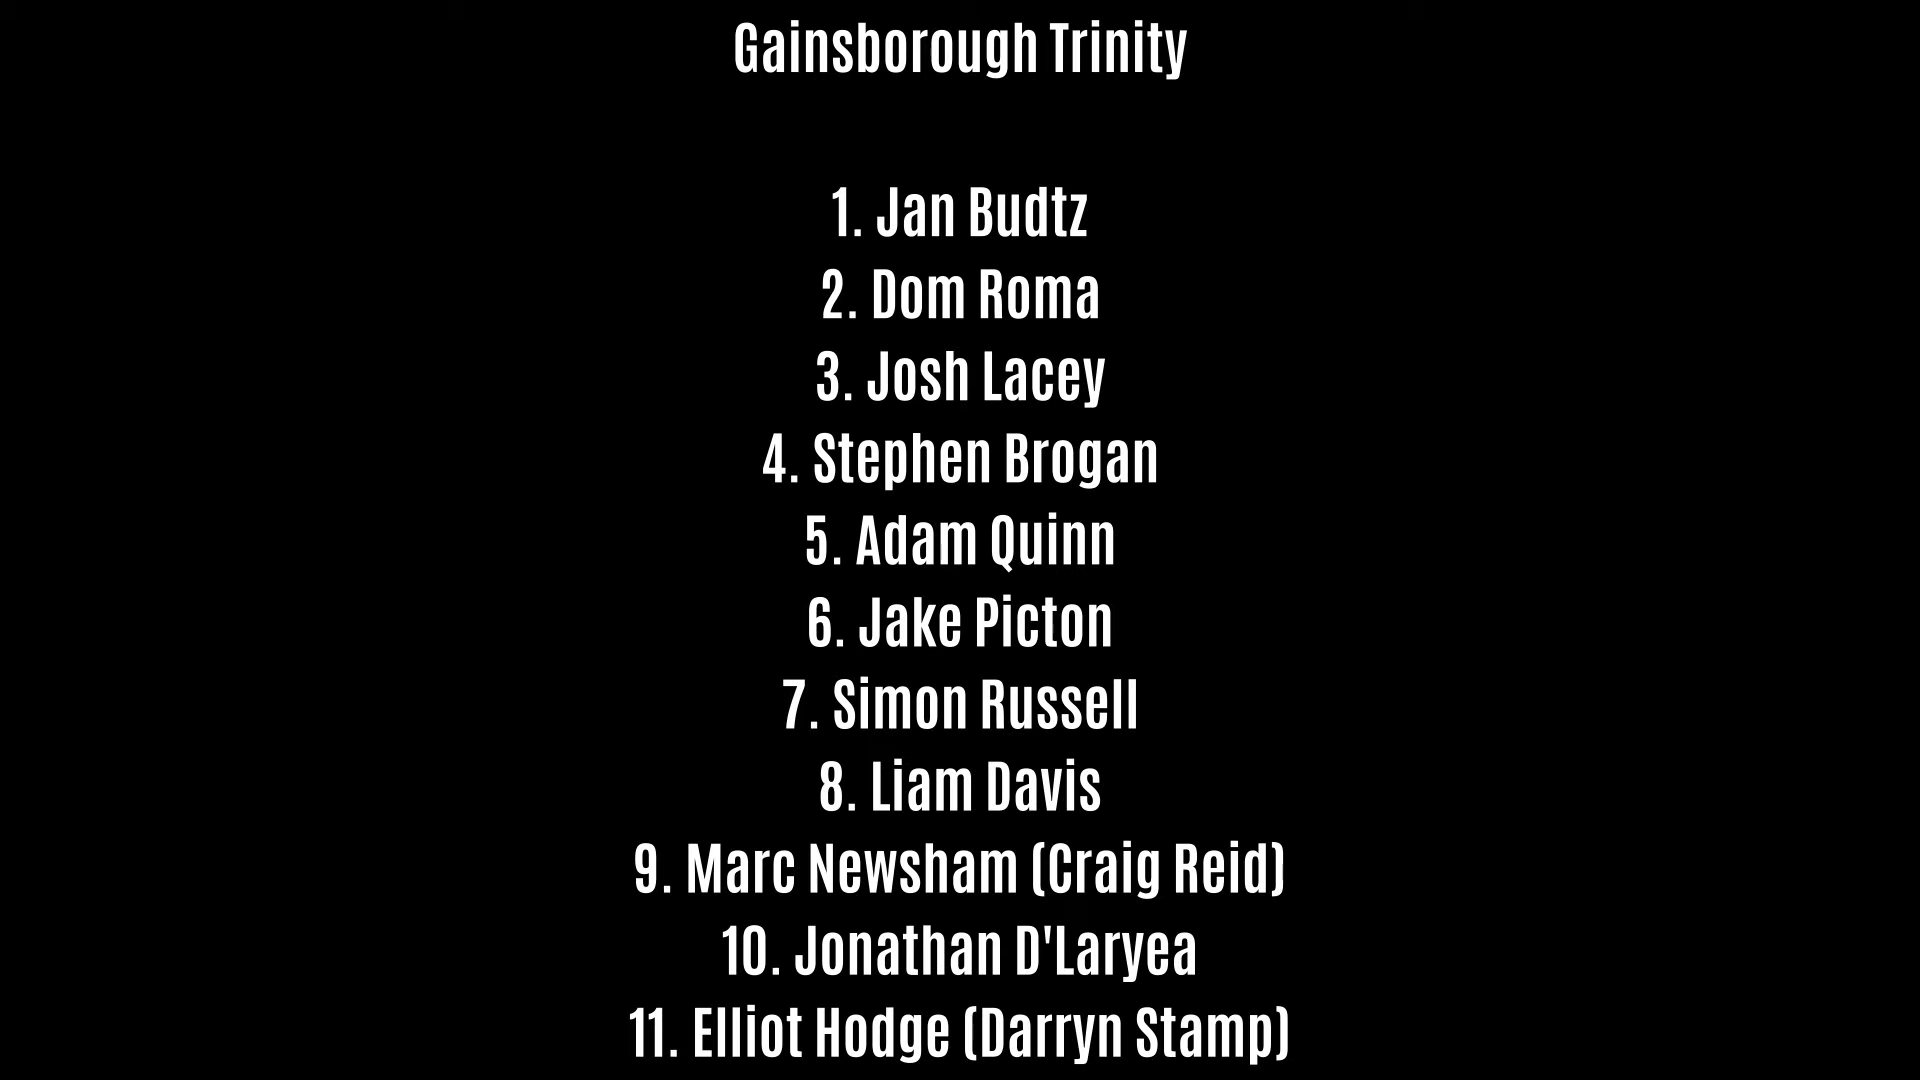 Gainsborough Trinity
1. Jan Budtz
2. Dom Roma
3. Josh Lacey
4. Stephen Brogan
5. Adam Quinn
6. Jake Picton
7. Simon Russell
8. Liam Davis
9. Marc Newsham (Craig Reid)
10. Jonathan D'Laryea
11. Elliot Hodge (Darryn Stamp)